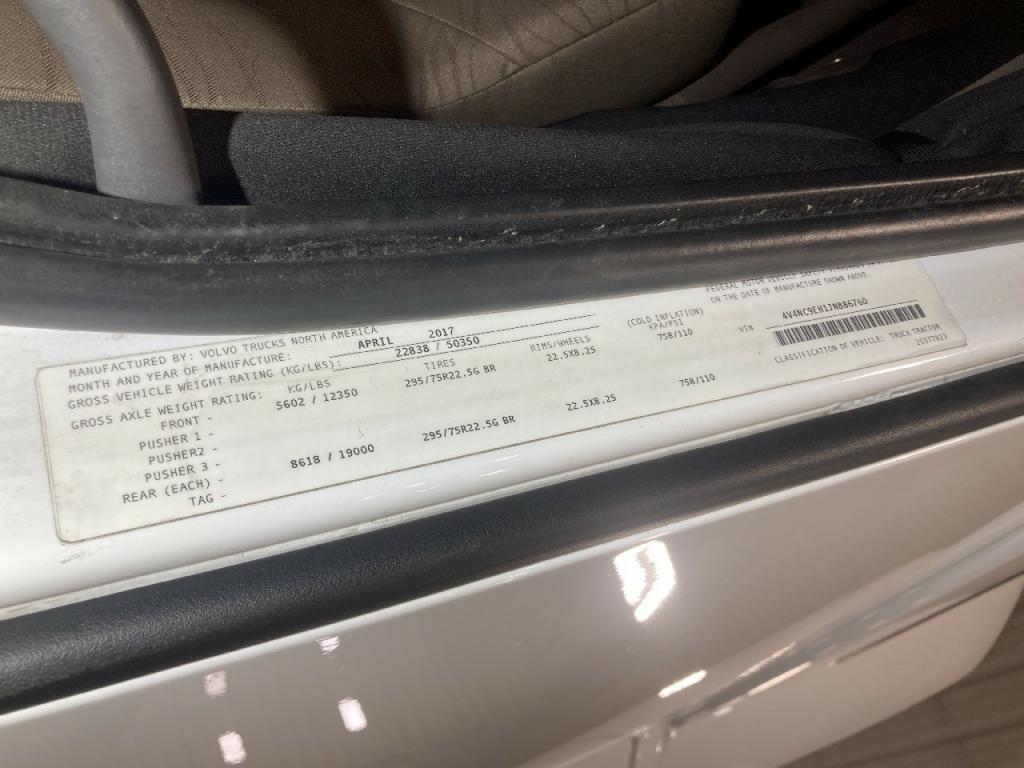 MANUFACTURED BY: VOLVO TRUCKS NORTH AMERICA
MONTH AND YEAR OF MANUFACTURE: APRIL 2017
GROSS VEHICLE WEIGHT RATING (KG/LBS): 22838 / 50350
GROSS AXLE WEIGHT RATING: KG/LBS TIRES RIMS/WHEELS (COLD INFLATION) KPA/PSI
FRONT - 5602 / 12350 295/75R22.5G BR 22.5X8.25 758/110
PUSHER 1 -
PUSHER2 -
PUSHER 3 -
REAR (EACH) - 8618 / 19000 295/75R22.5G BR 22.5X8.25 758/110
TAG -
FEDERAL MOTOR VEHICLE SAFETY
ON THE DATE OF MANUFACTURE SHOWN ABOVE.
VIN 4V4NC9EH1JN886760
CLASSIFICATION OF VEHICLE: TRUCK TRACTOR